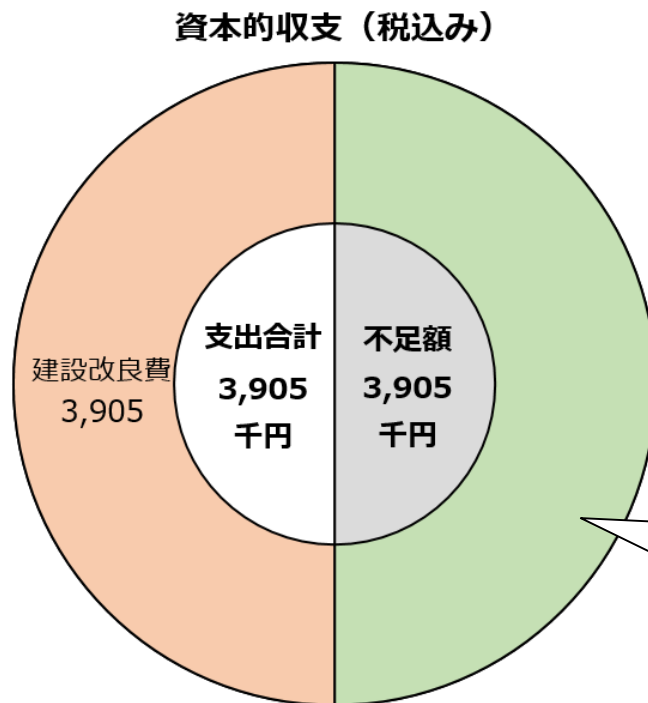 資本的収支（税込み）
建設改良費
3,905
支出合計
3,905
千円
不足額
3,905
千円